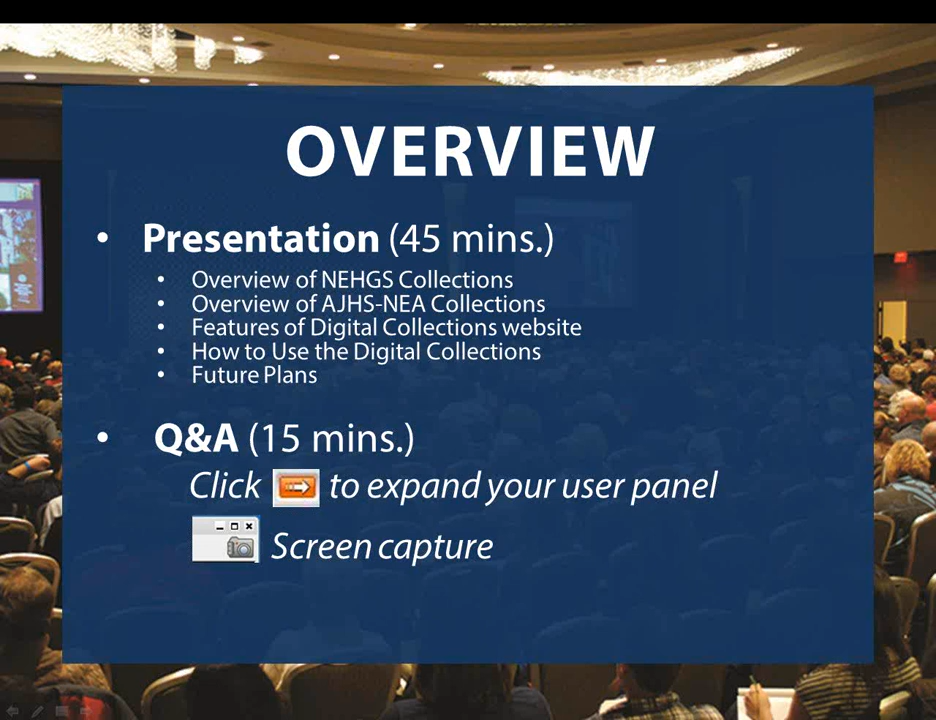 OVERVIEW
• Presentation (45 mins.)
• Overview of NEHGS Collections
• Overview of AJHS-NEA Collections
• Features of Digital Collections website
• How to Use the Digital Collections
• Future Plans
• Q&A (15 mins.)
Click to expand your user panel
Screen capture